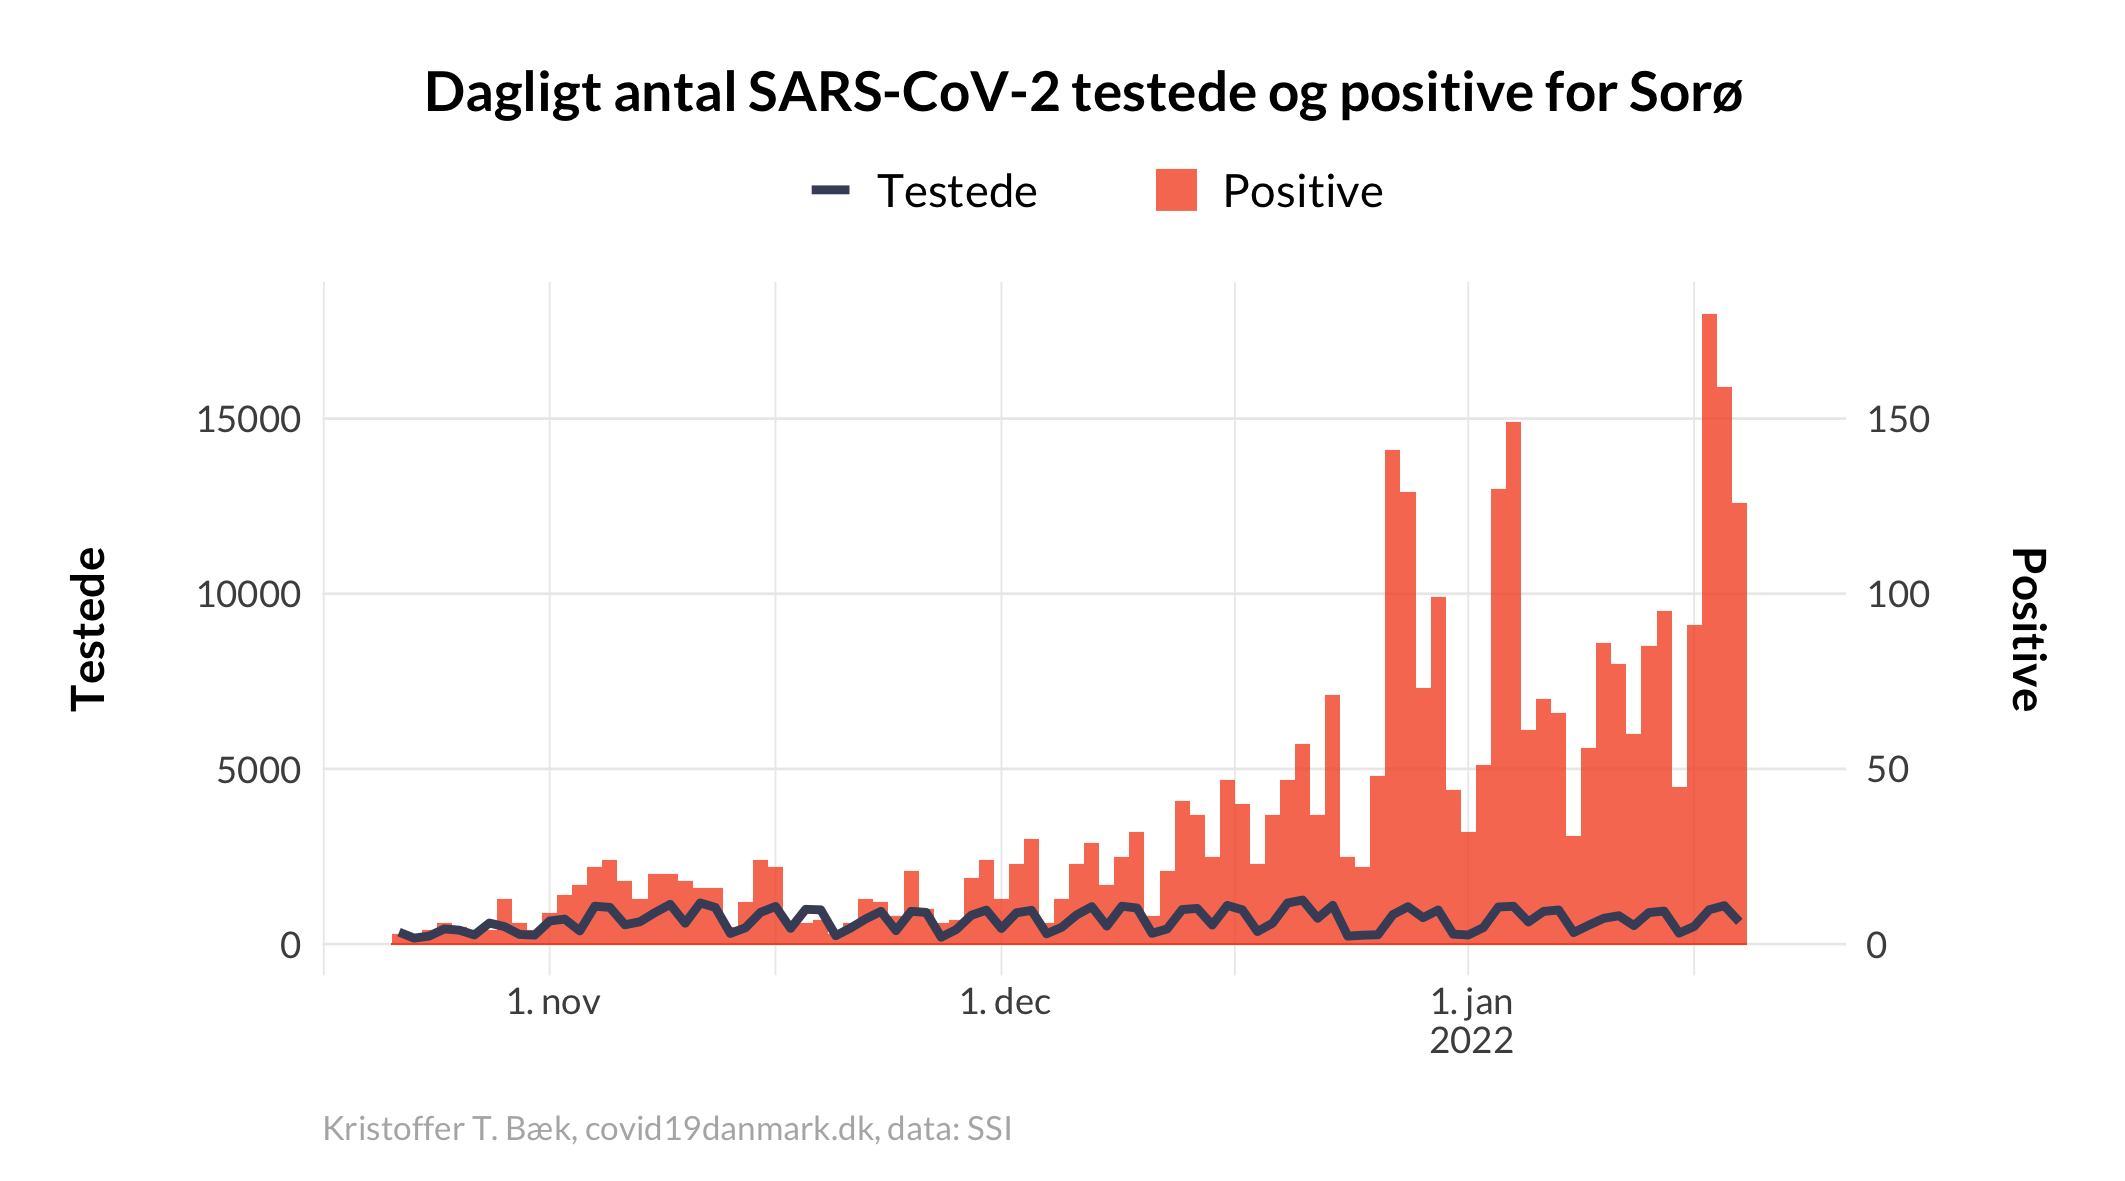 Dagligt antal SARS-CoV-2 testede og positive for Sorø
Testede
Positive
Testede
15000
10000
5000
0
150
100
50
0
Positive
1. nov
1. dec
1. jan
2022
Kristoffer T. Bæk, covid19danmark.dk, data: SSI